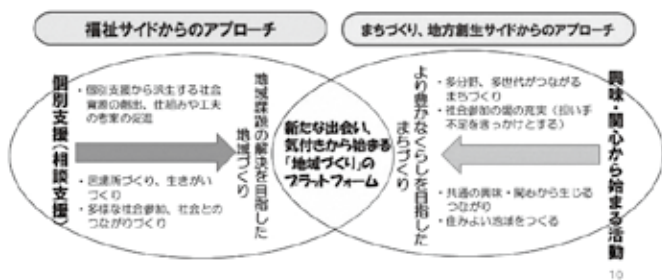 福祉サイドからのアプローチ
まちづくり、地方創生サイドからのアプローチ
個別支援(相談支援)
・個別支援から派生する社会
資源の創出、仕組みや工夫
の考案の促進
・居場所づくり、生きがい
づくり
・多様な社会参加、社会との
つながりづくり
地域課題の解決を目指した
地域づくり
新たな出会い、
気付きから始まる
「地域づくり」の
プラットフォーム
より豊かなくらしを目指した
まちづくり
・多分野、多世代がつながる
まちづくり
・社会参加の場の充実(担い手
不足をきっかけとする)
・共通の興味・関心から生じる
つながり
・住みよい地域をつくる
興味・関心から始まる活動
10